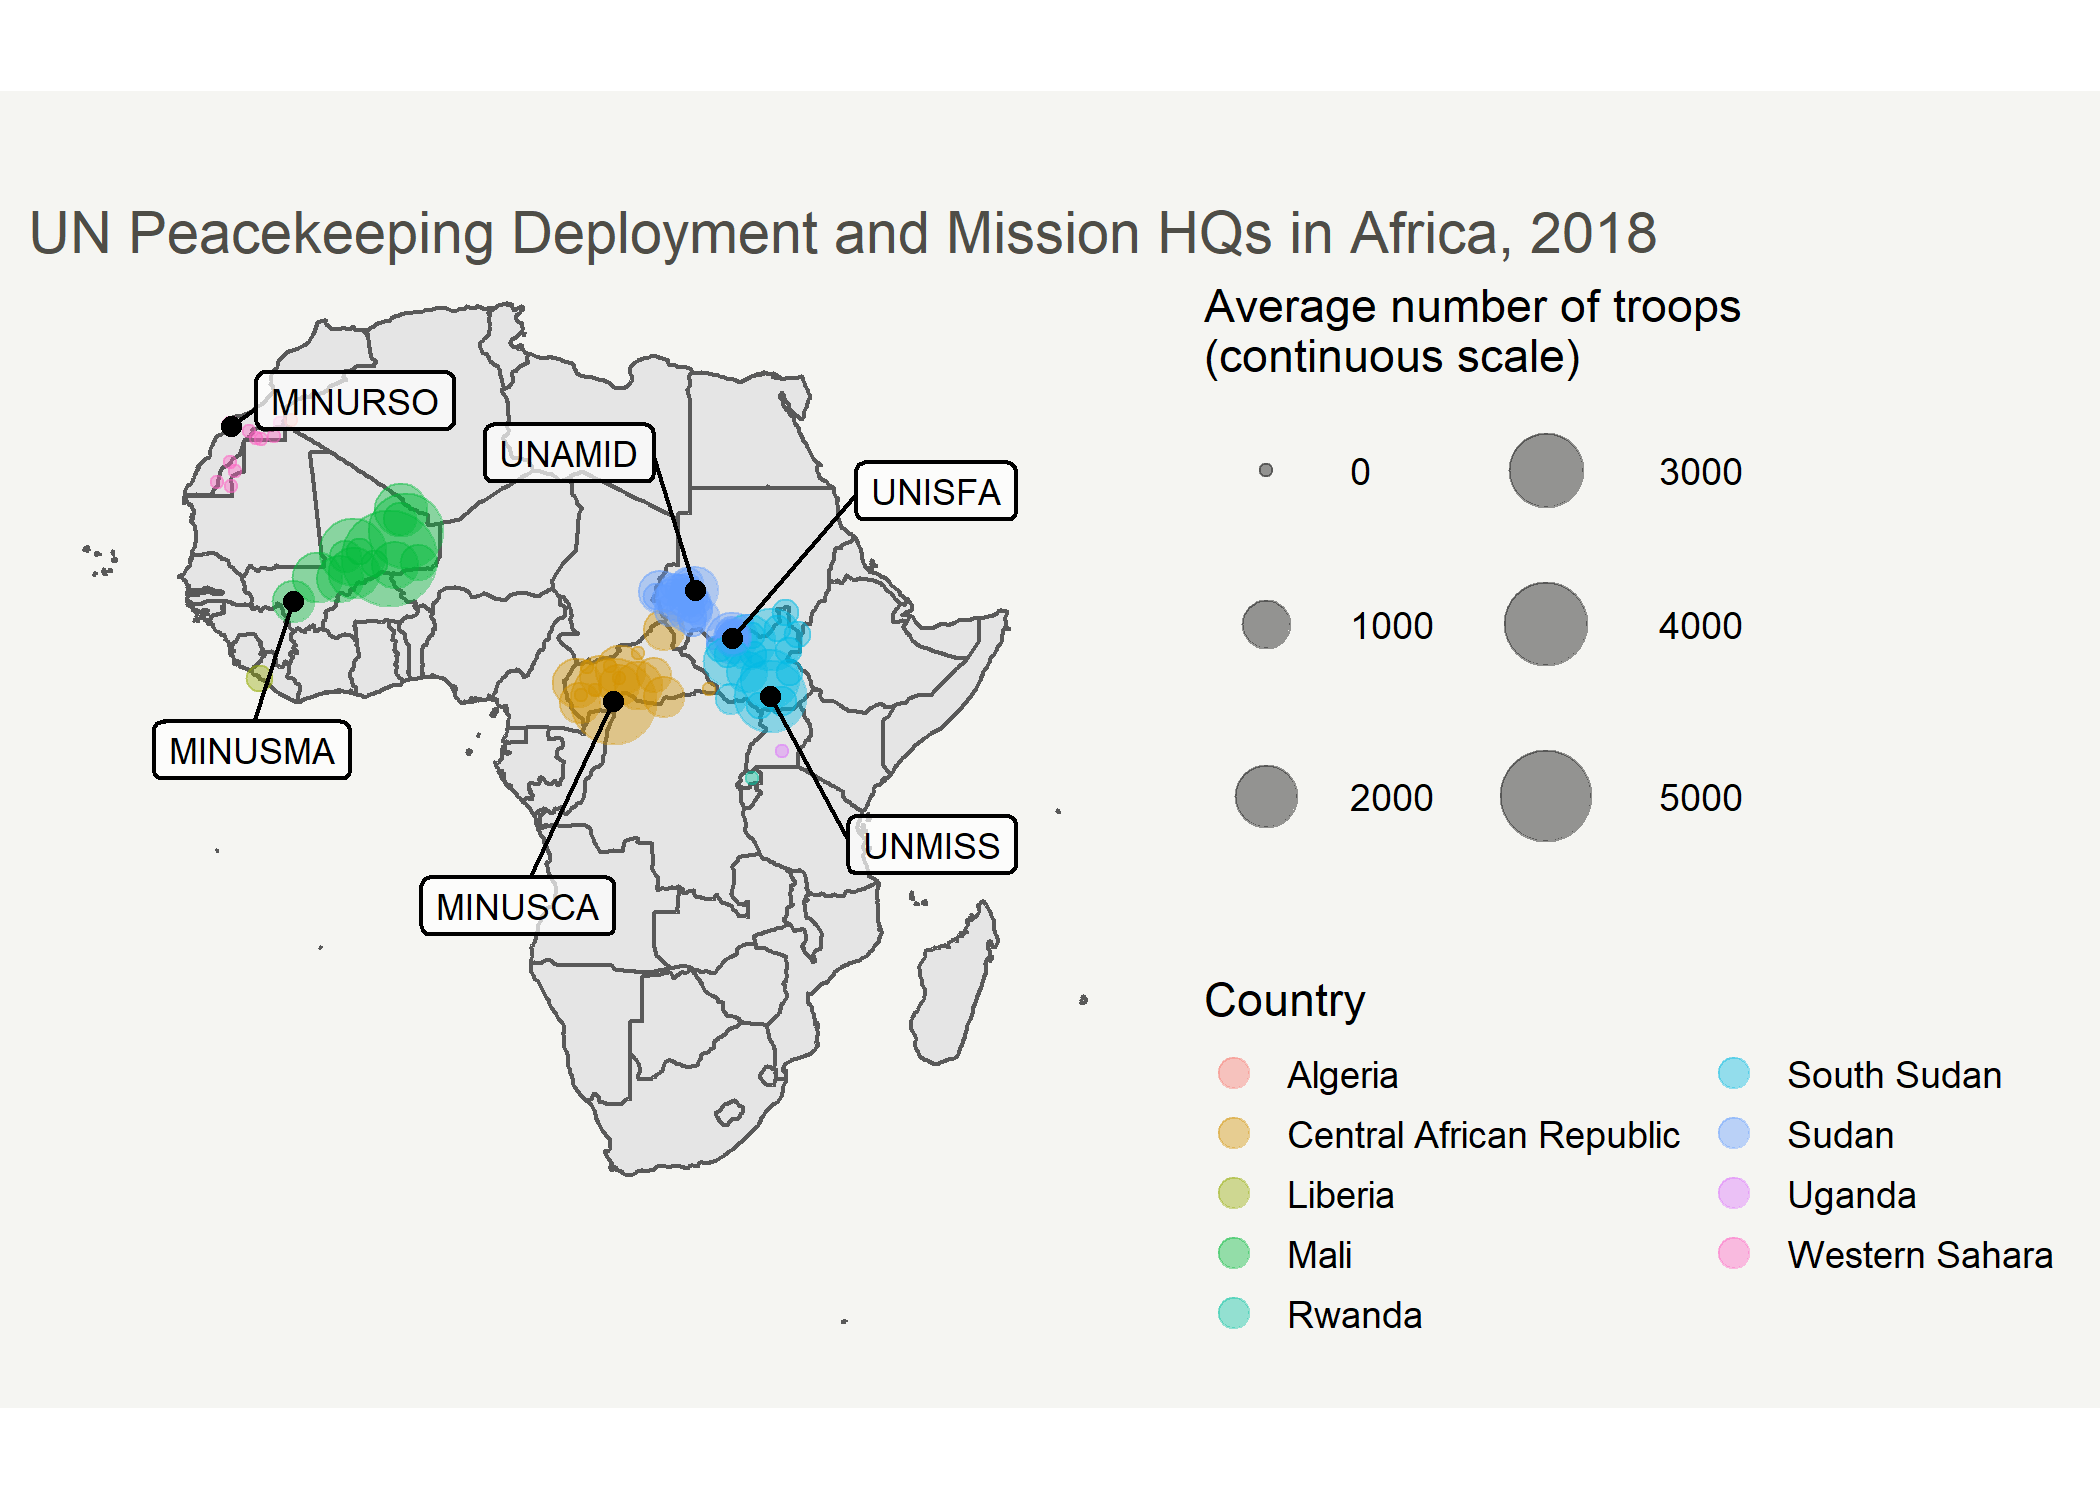 UN Peacekeeping Deployment and Mission HQs in Africa, 2018
MINURSO
UNAMID
UNISFA
MINUSMA
UNMISS
MINUSCA
Average number of troops
(continuous scale)
0
3000
1000
4000
2000
5000
Country
Algeria
Central African Republic
Liberia
Mali
Rwanda
South Sudan
Sudan
Uganda
Western Sahara